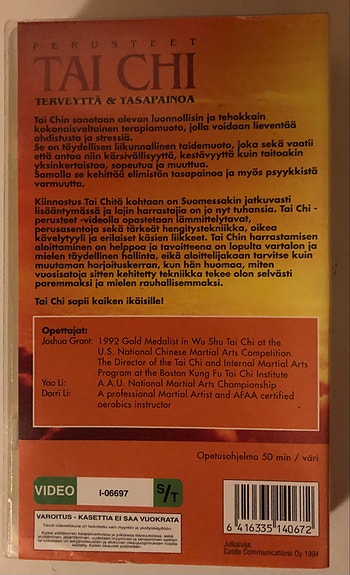 PERUSTEET
TAI CHI
TERVEYTTÄ & TASAPAINOA
Tai Chin sanotaan olevan luonnollisin ja tehokkain
kokonaisvaltainen terapiamuoto, jolla voidaan lieventää
ahdistusta ja stressiä.
Se on täydellisen liikunnallinen taidemuoto, joka sekä vaatii
että antaa niin kärsivällisyyttä, kestävyyttä kuin taitoakin
yksinkertaistaa, sopeutua ja muuttua.
Samalla se kehittää elimistön tasapainoa ja myös psyykkistä
varmuutta.
Kiinnostus Tai Chitä kohtaan on Suomessakin jatkuvasti
lisääntymässä ja lajin harrastajia on jo nyt tuhansia. Tai Chi -
perusteet -videolla opastetaan lämmittelytavat,
perusasentoja sekä tärkeät hengitystekniikka, oikea
kävelytyyli ja erilaiset käsien liikkeet. Tai Chin harrastamisen
aloittaminen on helppoa ja tavoitteena on lopulta vartalon ja
mielen täydellinen hallinta, eikä aloittelijakaan tarvitse kuin
muutaman harjoituskerran, kun hän huomaa, miten
vuosisatoja sitten kehitetty tekniikka tekee olon selvästi
paremmaksi ja mielen rauhallisemmaksi.
Tai Chi sopii kaiken ikäisille!
Opettajat:
Joshua Grant: 1992 Gold Medalist in Wu Shu Tai Chi at the
U.S. National Chinese Martial Arts Competition.
The Director of the Tai Chi and Internal Martial Arts
Program at the Boston Kung Fu Tai Chi Institute
Yao Li: A.A.U. National Martial Arts Championship
Dorri Li: A professional Martial Artist and AFAA certified
aerobics instructor
Opetusohjelma 50 min / väri
VIDEO
I-06697
S/T
VAROITUS - KASETTIA EI SAA VUOKRATA
6 416335 140672
Julkaisija:
Castle Communications Oy 1994